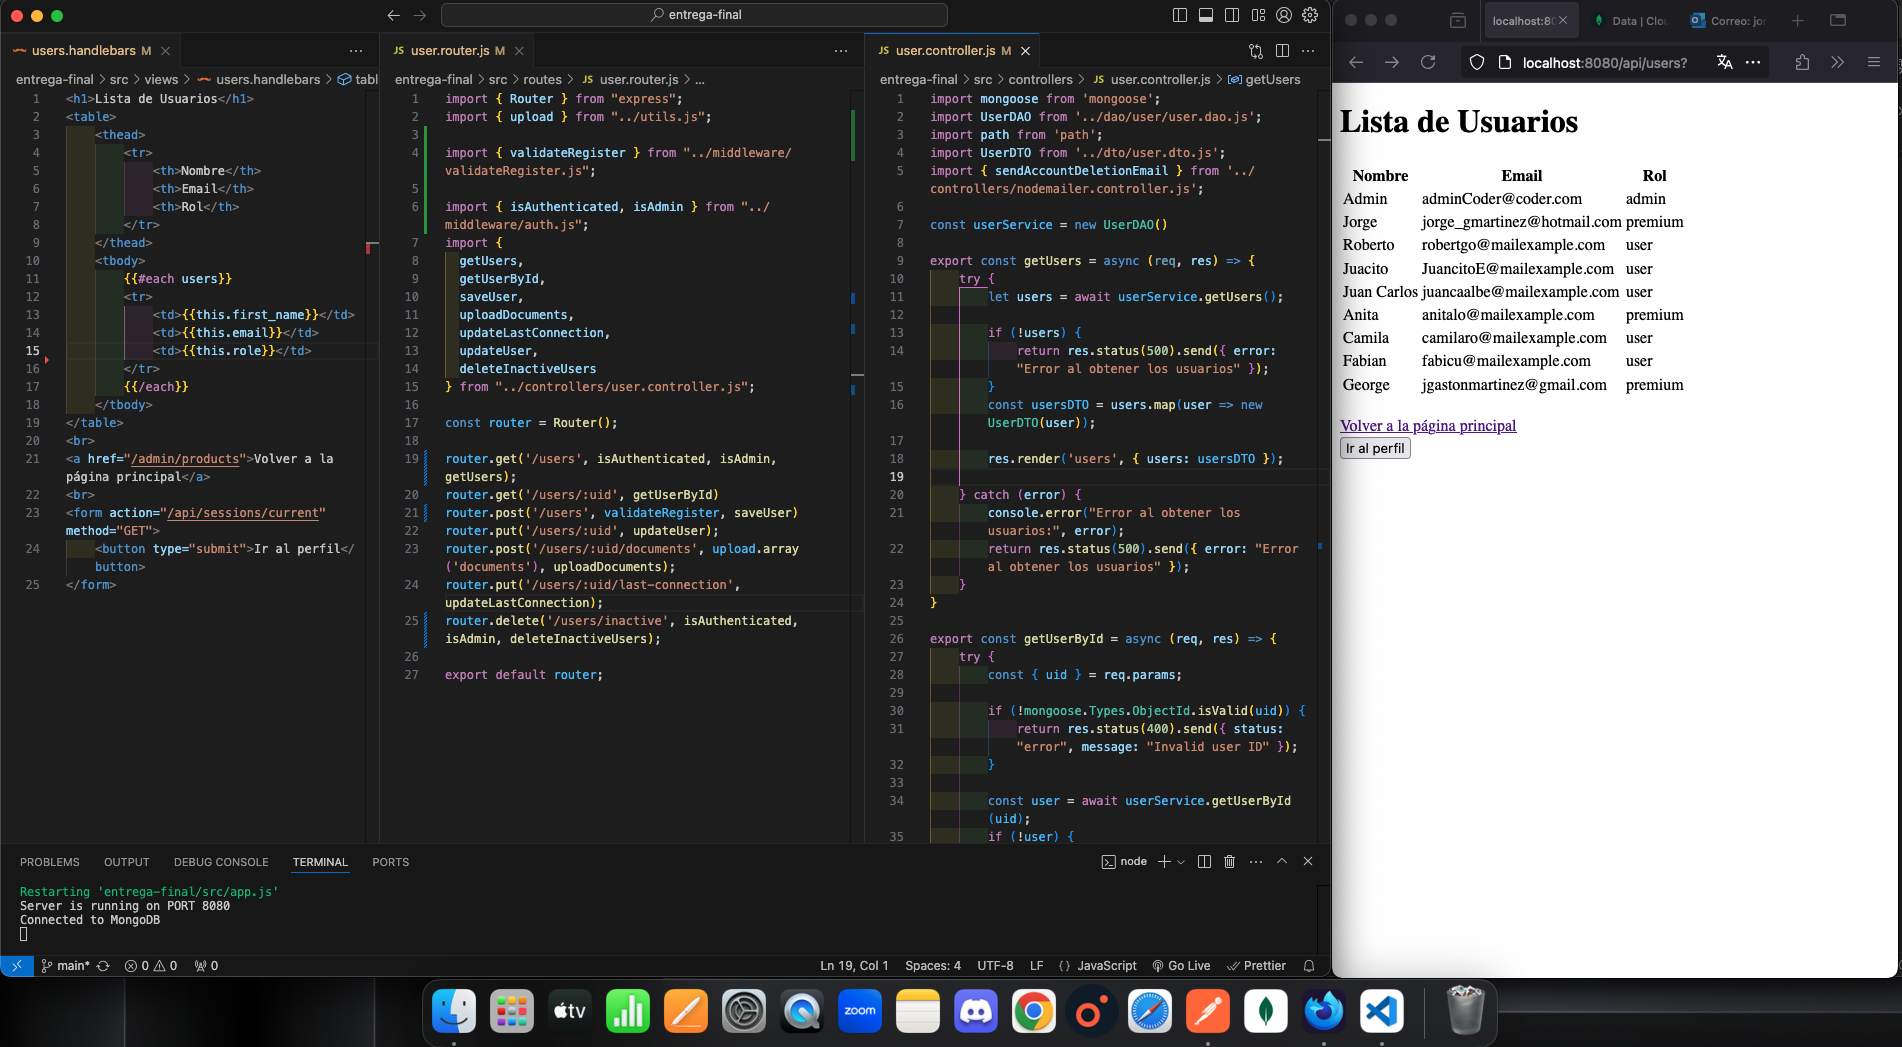 entrega-final
users.handlebars M
entrega-final > src > views > users.handlebars > tabl
1 <h1>Lista de Usuarios</h1>
2 <table>
3 <thead>
4 <tr>
5 <th>Nombre</th>
6 <th>Email</th>
7 <th>Rol</th>
8 </tr>
9 </thead>
10 <tbody>
11 {{#each users}}
12 <tr>
13 <td>{{this.first_name}}</td>
14 <td>{{this.email}}</td>
15 <td>{{this.role}}</td>
16 </tr>
17 {{/each}}
18 </tbody>
19 </table>
20 <br>
21 <a href="/admin/products">Volver a la
página principal</a>
22 <br>
23 <form action="/api/sessions/current"
method="GET">
24 <button type="submit">Ir al perfil</
button>
25 </form>
JS user.router.js M
entrega-final > src > routes > JS user.router.js > ...
1 import { Router } from "express";
2 import { upload } from "../utils.js";
3
4 import { validateRegister } from "../middleware/
validateRegister.js";
5
6 import { isAuthenticated, isAdmin } from "../
middleware/auth.js";
7 import {
8 getUsers,
9 getUserById,
10 saveUser,
11 uploadDocuments,
12 updateLastConnection,
13 updateUser,
14 deleteInactiveUsers
15 } from "../controllers/user.controller.js";
16
17 const router = Router();
18
19 router.get('/users', isAuthenticated, isAdmin,
getUsers);
20 router.get('/users/:uid', getUserById)
21 router.post('/users', validateRegister, saveUser)
22 router.put('/users/:uid', updateUser);
23 router.post('/users/:uid/documents', upload.array
('documents'), uploadDocuments);
24 router.put('/users/:uid/last-connection',
updateLastConnection);
25 router.delete('/users/inactive', isAuthenticated,
isAdmin, deleteInactiveUsers);
26
27 export default router;
JS user.controller.js M
entrega-final > src > controllers > JS user.controller.js > getUsers
1 import mongoose from 'mongoose';
2 import UserDAO from '../dao/user/user.dao.js';
3 import path from 'path';
4 import UserDTO from '../dto/user.dto.js';
5 import { sendAccountDeletionEmail } from '../
controllers/nodemailer.controller.js';
6
7 const userService = new UserDAO()
8
9 export const getUsers = async (req, res) => {
10 try {
11 let users = await userService.getUsers();
12
13 if (!users) {
14 return res.status(500).send({ error:
"Error al obtener los usuarios" });
15 }
16 const usersDTO = users.map(user => new
UserDTO(user));
17
18 res.render('users', { users: usersDTO });
19
20 } catch (error) {
21 console.error("Error al obtener los
usuarios:", error);
22 return res.status(500).send({ error: "Error
al obtener los usuarios" });
23 }
24 }
25
26 export const getUserById = async (req, res) => {
27 try {
28 const { uid } = req.params;
29
30 if (!mongoose.Types.ObjectId.isValid(uid)) {
31 return res.status(400).send({ status:
"error", message: "Invalid user ID" });
32 }
33
34 const user = await userService.getUserById
(uid);
35 if (!user) {
PROBLEMS OUTPUT DEBUG CONSOLE TERMINAL PORTS
node
Restarting 'entrega-final/src/app.js'
Server is running on PORT 8080
Connected to MongoDB
main* 0 0 0
Ln 19, Col 1 Spaces: 4 UTF-8 LF {} JavaScript Go Live Prettier
localhost:80 Data | Clou Correo: jor
localhost:8080/api/users?
Lista de Usuarios
Nombre Email Rol
Admin adminCoder@coder.com admin
Jorge jorge_gmartinez@hotmail.com premium
Roberto robertgo@mailexample.com user
Juacito JuancitoE@mailexample.com user
Juan Carlos juancaalbe@mailexample.com user
Anita anitalo@mailexample.com premium
Camila camilaro@mailexample.com user
Fabian fabicu@mailexample.com user
George jgastonmartinez@gmail.com premium
Volver a la página principal
Ir al perfil
tv
zoom